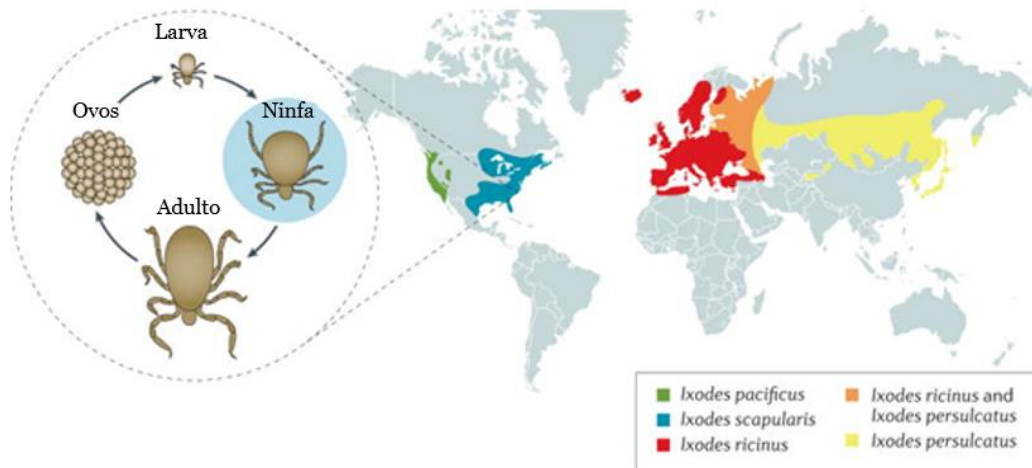 Larva
Ovos
Ninfa
Adulto
Ixodes pacificus
Ixodes scapularis
Ixodes ricinus
Ixodes ricinus and
Ixodes persulcatus
Ixodes persulcatus